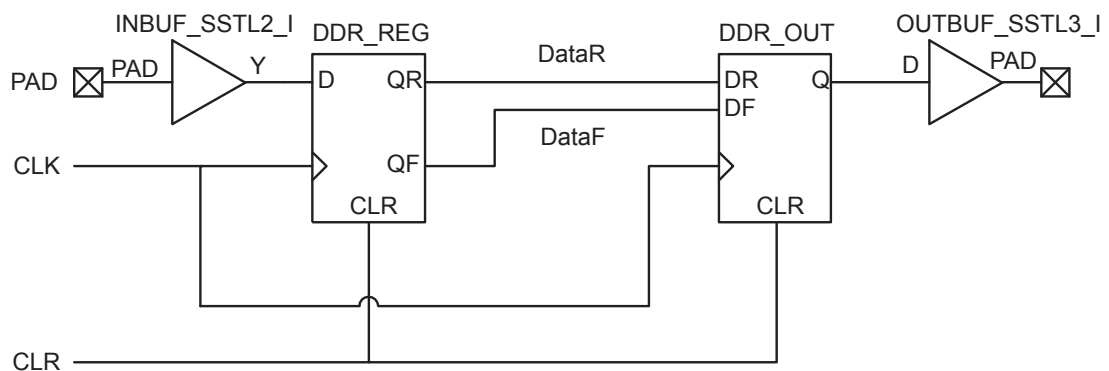 INBUF_SSTL2_I
DDR_REG
DDR_OUT
OUTBUF_SSTL3_I
PAD
PAD
Y
D
QR
DataR
DR
Q
D
PAD
DF
DataF
CLK
QF
CLR
CLR
CLR